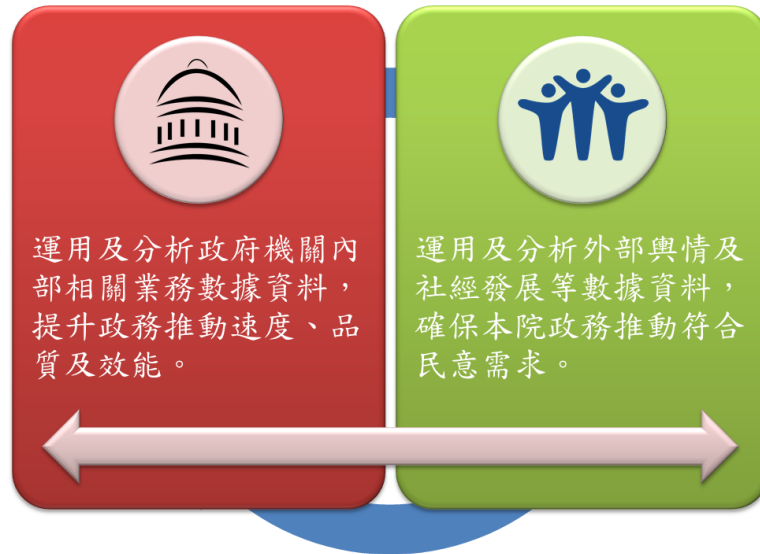 運用及分析政府機關內
部相關業務數據資料，
提升政務推動速度、品
質及效能。
運用及分析外部輿情及
社經發展等數據資料，
確保本院政務推動符合
民意需求。